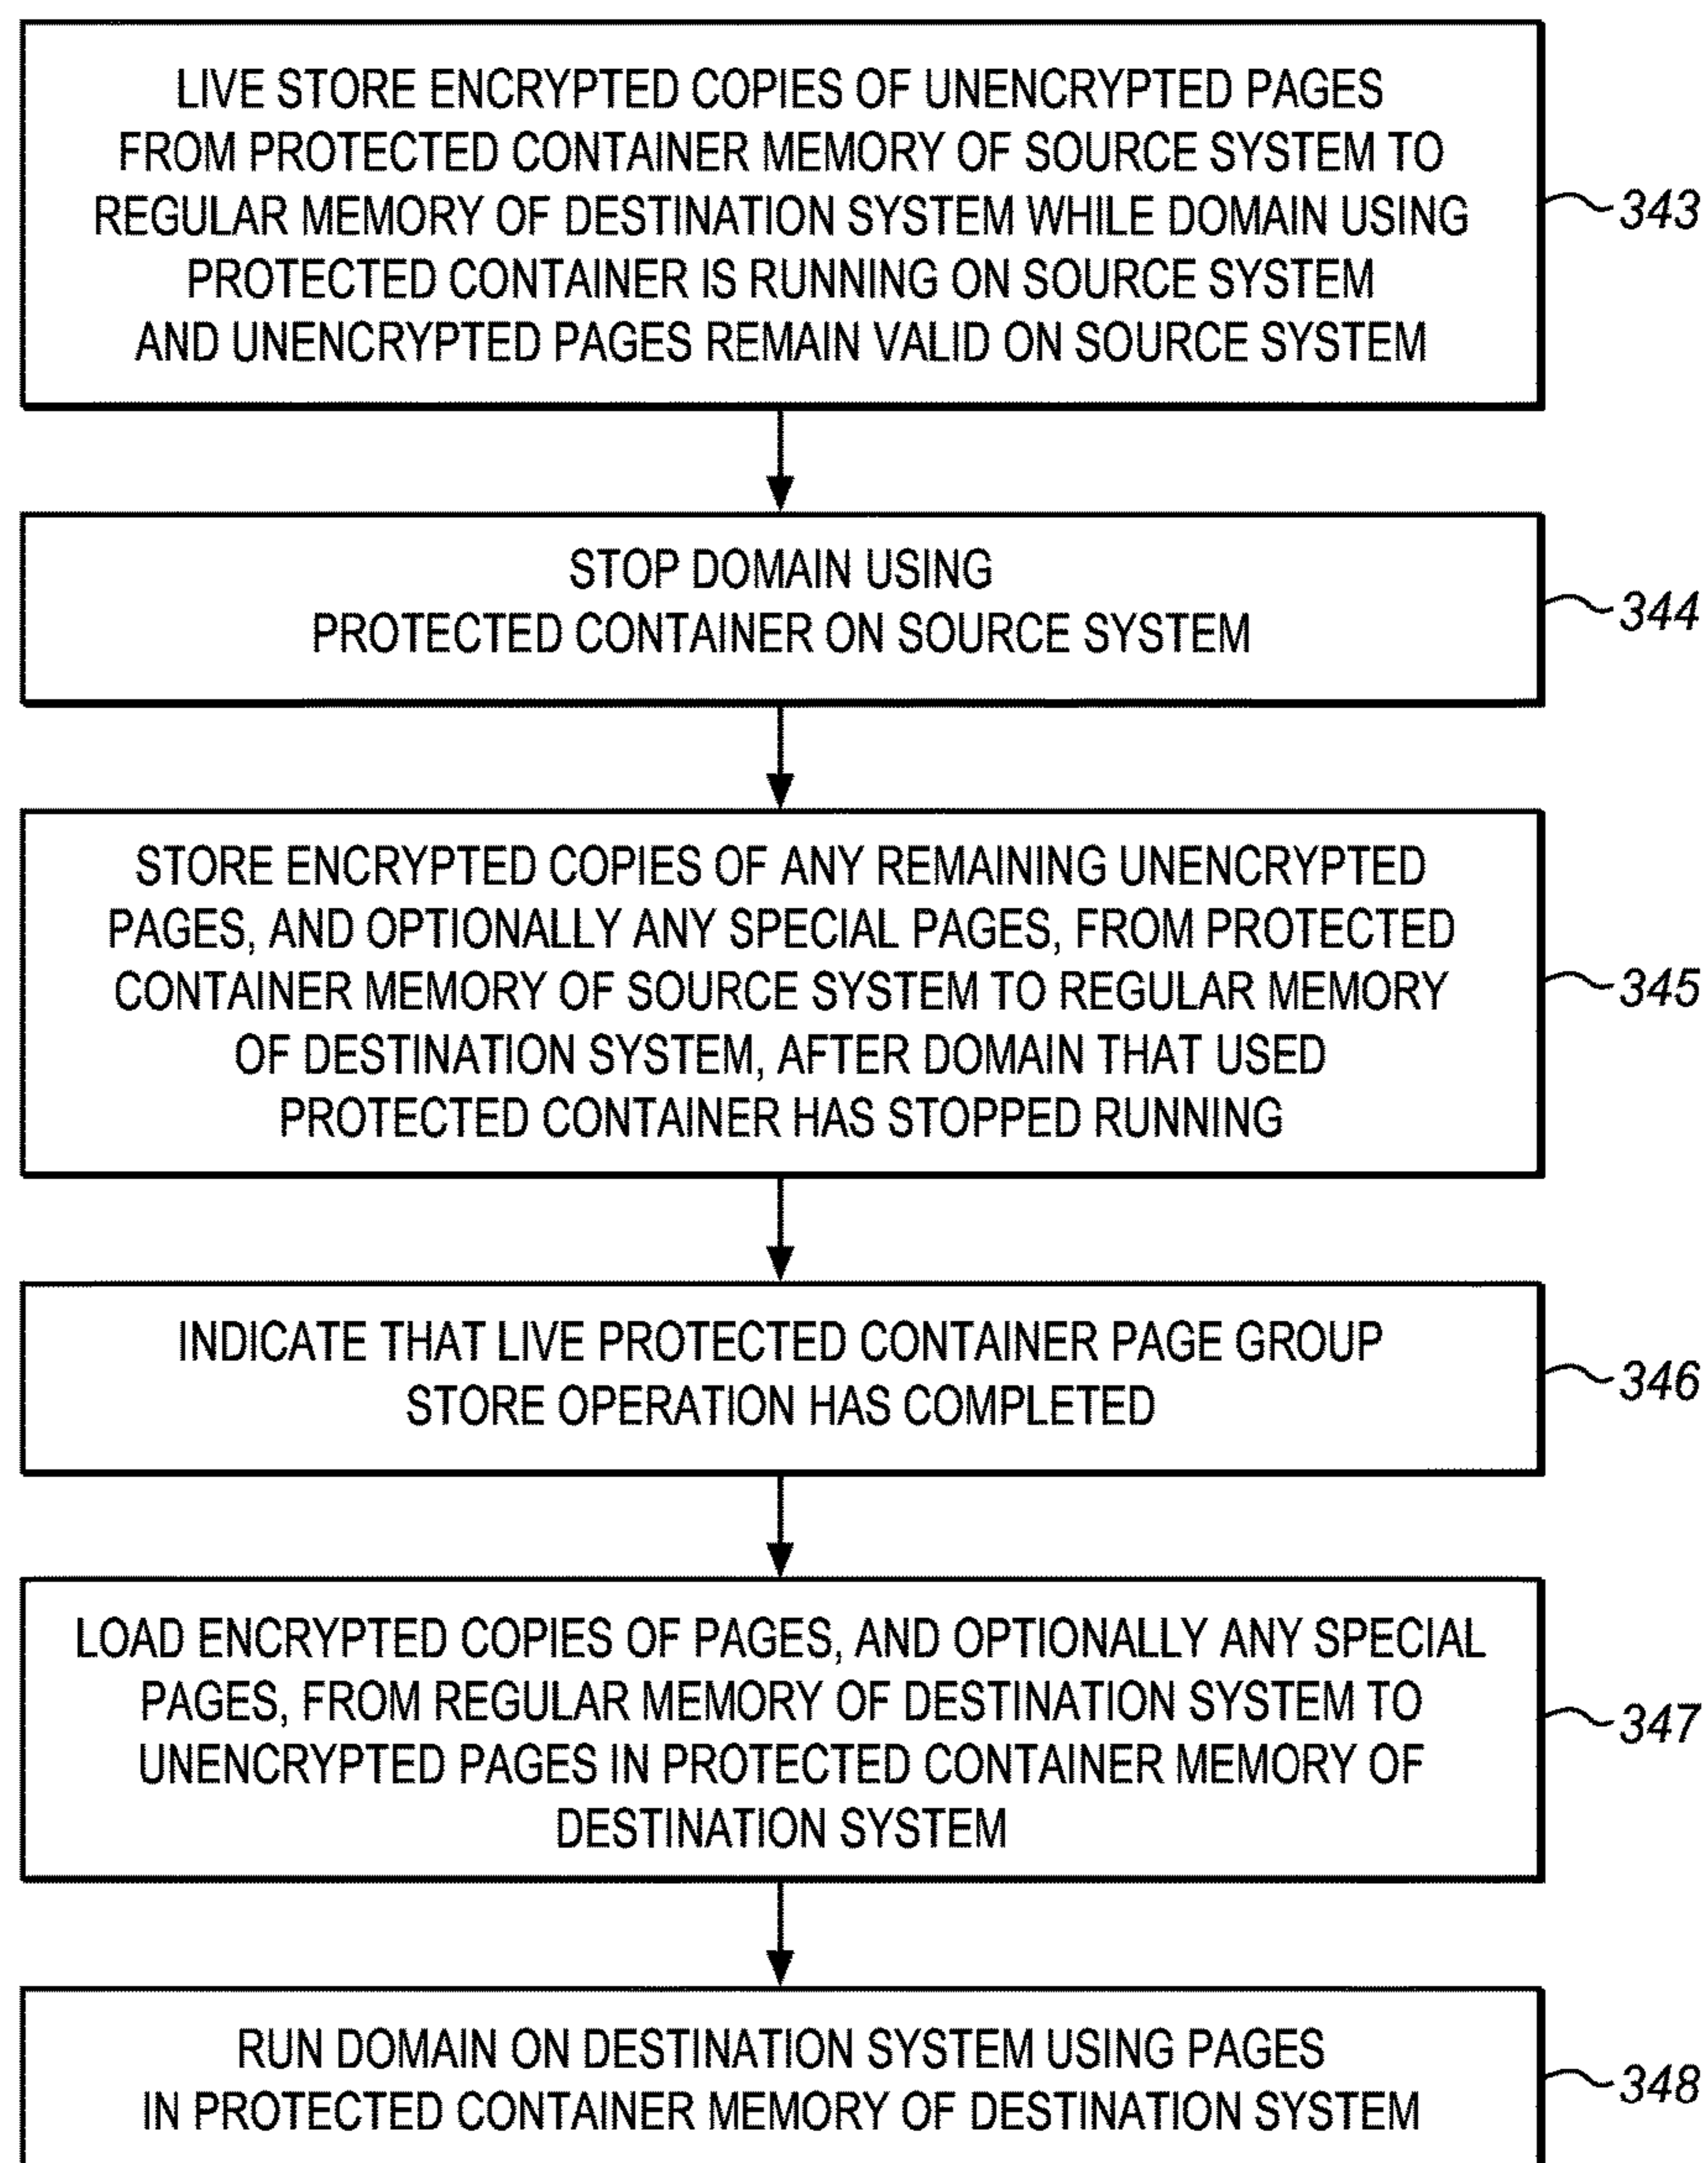 LIVE STORE ENCRYPTED COPIES OF UNENCRYPTED PAGES
FROM PROTECTED CONTAINER MEMORY OF SOURCE SYSTEM TO
REGULAR MEMORY OF DESTINATION SYSTEM WHILE DOMAIN USING
PROTECTED CONTAINER IS RUNNING ON SOURCE SYSTEM
AND UNENCRYPTED PAGES REMAIN VALID ON SOURCE SYSTEM
343
STOP DOMAIN USING
PROTECTED CONTAINER ON SOURCE SYSTEM
344
STORE ENCRYPTED COPIES OF ANY REMAINING UNENCRYPTED
PAGES, AND OPTIONALLY ANY SPECIAL PAGES, FROM PROTECTED
CONTAINER MEMORY OF SOURCE SYSTEM TO REGULAR MEMORY
OF DESTINATION SYSTEM, AFTER DOMAIN THAT USED
PROTECTED CONTAINER HAS STOPPED RUNNING
345
INDICATE THAT LIVE PROTECTED CONTAINER PAGE GROUP
STORE OPERATION HAS COMPLETED
346
LOAD ENCRYPTED COPIES OF PAGES, AND OPTIONALLY ANY SPECIAL
PAGES, FROM REGULAR MEMORY OF DESTINATION SYSTEM TO
UNENCRYPTED PAGES IN PROTECTED CONTAINER MEMORY OF
DESTINATION SYSTEM
347
RUN DOMAIN ON DESTINATION SYSTEM USING PAGES
IN PROTECTED CONTAINER MEMORY OF DESTINATION SYSTEM
348